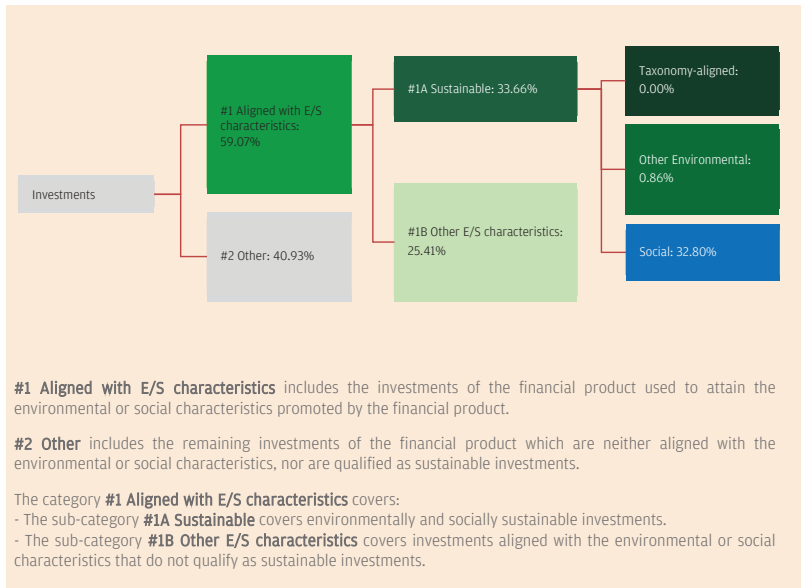 Investments
#1 Aligned with E/S
characteristics:
59.07%
#2 Other: 40.93%
#1A Sustainable: 33.66%
#1B Other E/S characteristics:
25.41%
Taxonomy-aligned:
0.00%
Other Environmental:
0.86%
Social: 32.80%
#1 Aligned with E/S characteristics includes the investments of the financial product used to attain the
environmental or social characteristics promoted by the financial product.
#2 Other includes the remaining investments of the financial product which are neither aligned with the
environmental or social characteristics, nor are qualified as sustainable investments.
The category #1 Aligned with E/S characteristics covers:
- The sub-category #1A Sustainable covers environmentally and socially sustainable investments.
- The sub-category #1B Other E/S characteristics covers investments aligned with the environmental or social
characteristics that do not qualify as sustainable investments.